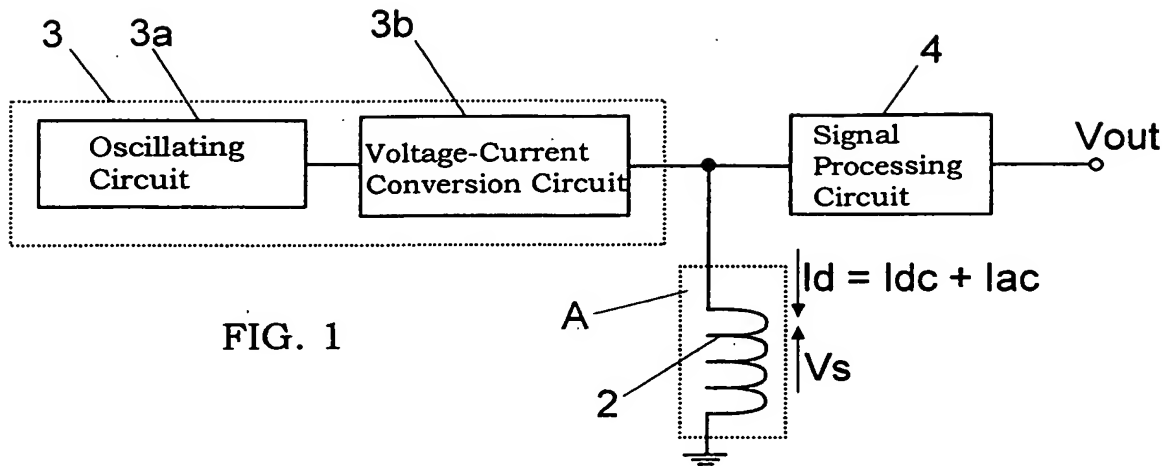 3
3a
3b
4
Oscillating
Circuit
Voltage-Current
Conversion Circuit
Signal
Processing
Circuit
Vout
Id = Idc + Iac
A
FIG. 1
2
Vs